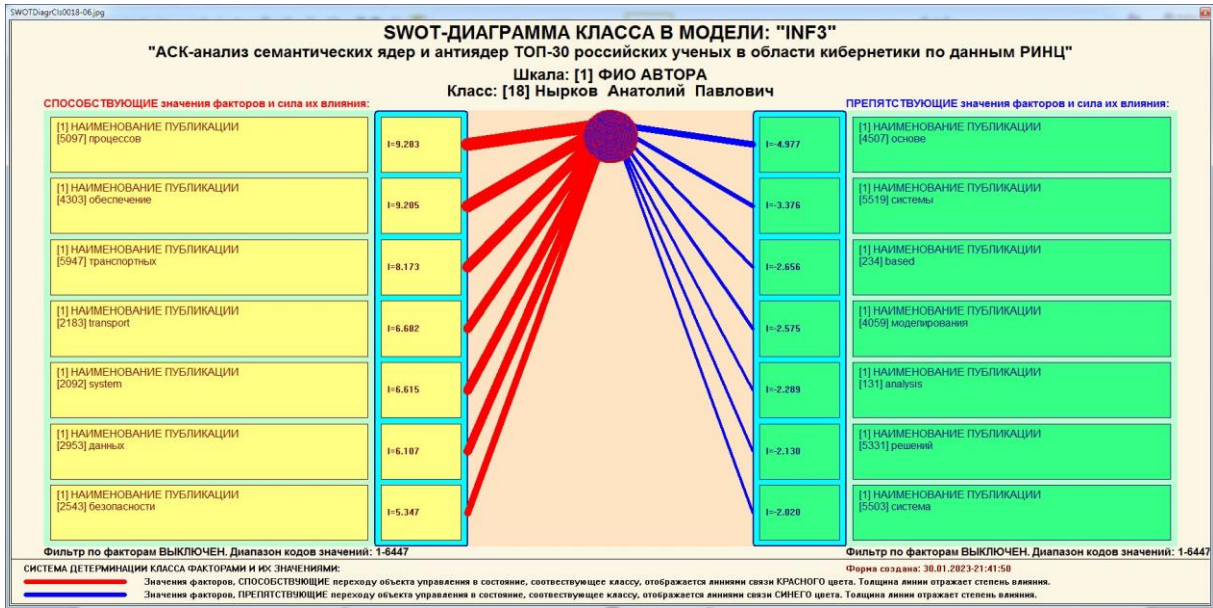 SWOTDiagrCls0018-06.jpg
SWOT-ДИАГРАММА КЛАССА В МОДЕЛИ: "INF3"
"АСК-анализ семантических ядер и антиядер ТОП-30 российских ученых в области кибернетики по данным РИНЦ"
Шкала: [1] ФИО АВТОРА
Класс: [18] Нырков Анатолий Павлович
СПОСОБСТВУЮЩИЕ значения факторов и сила их влияния:
[1] НАИМЕНОВАНИЕ ПУБЛИКАЦИИ
[5097] процессов
I=9.283
[1] НАИМЕНОВАНИЕ ПУБЛИКАЦИИ
[4303] обеспечение
I=9.205
[1] НАИМЕНОВАНИЕ ПУБЛИКАЦИИ
[5947] транспортных
I=8.173
[1] НАИМЕНОВАНИЕ ПУБЛИКАЦИИ
[2183] transport
I=6.682
[1] НАИМЕНОВАНИЕ ПУБЛИКАЦИИ
[2092] system
I=6.615
[1] НАИМЕНОВАНИЕ ПУБЛИКАЦИИ
[2953] данных
I=6.107
[1] НАИМЕНОВАНИЕ ПУБЛИКАЦИИ
[2543] безопасности
I=5.347
Фильтр по факторам ВЫКЛЮЧЕН. Диапазон кодов значений: 1-6447
ПРЕПЯТСТВУЮЩИЕ значения факторов и сила их влияния:
I=-4.977
[1] НАИМЕНОВАНИЕ ПУБЛИКАЦИИ
[4507] основе
I=-3.376
[1] НАИМЕНОВАНИЕ ПУБЛИКАЦИИ
[5519] системы
I=-2.656
[1] НАИМЕНОВАНИЕ ПУБЛИКАЦИИ
[234] based
I=-2.575
[1] НАИМЕНОВАНИЕ ПУБЛИКАЦИИ
[4059] моделирования
I=-2.289
[1] НАИМЕНОВАНИЕ ПУБЛИКАЦИИ
[131] analysis
I=-2.130
[1] НАИМЕНОВАНИЕ ПУБЛИКАЦИИ
[5331] решений
I=-2.020
[1] НАИМЕНОВАНИЕ ПУБЛИКАЦИИ
[5503] система
Фильтр по факторам ВЫКЛЮЧЕН. Диапазон кодов значений: 1-6447
СИСТЕМА ДЕТЕРМИНАЦИИ КЛАССА ФАКТОРАМИ И ИХ ЗНАЧЕНИЯМИ:
Форма создана: 30.01.2023-21:41:50
Значения факторов, СПОСОБСТВУЮЩИЕ переходу объекта управления в состояние, соотвествующее классу, отображается линиями связи КРАСНОГО цвета. Толщина линии отражает степень влияния.
Значения факторов, ПРЕПЯТСТВУЮЩИЕ переходу объекта управления в состояние, соотвествующее классу, отображается линиями связи СИНЕГО цвета. Толщина линии отражает степень влияния.